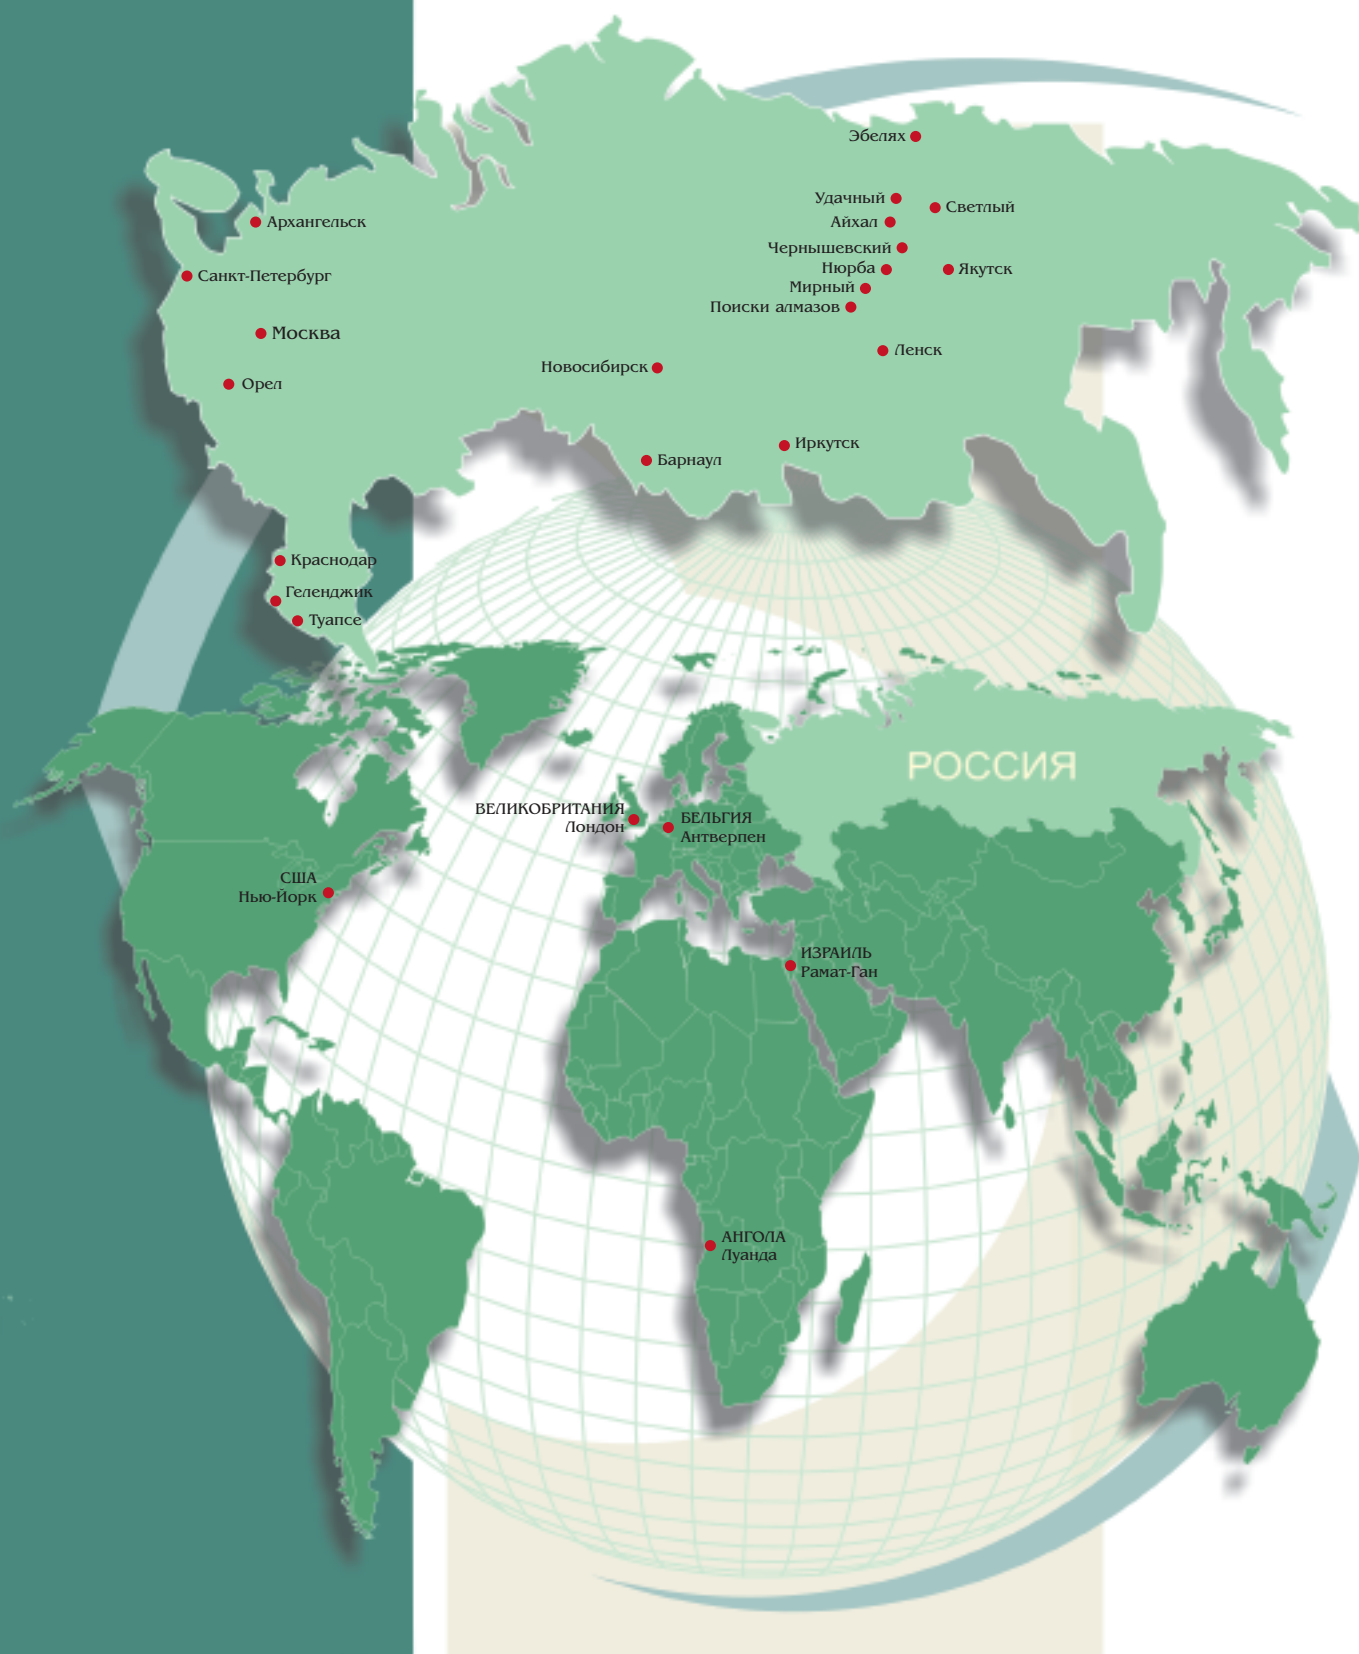 Эбелях
Удачный
Светлый
Архангельск
Айхал
Чернышевский
Нюрба
Якутск
Санкт-Петербург
Мирный
Поиски алмазов
Москва
Ленск
Новосибирск
Орел
Иркутск
Барнаул
Краснодар
Геленджик
Туапсе
РОССИЯ
ВЕЛИКОБРИТАНИЯ
Лондон
БЕЛЬГИЯ
Антверпен
США
Нью-Йорк
ИЗРАИЛЬ
Рамат-Ган
АНГОЛА
Луанда